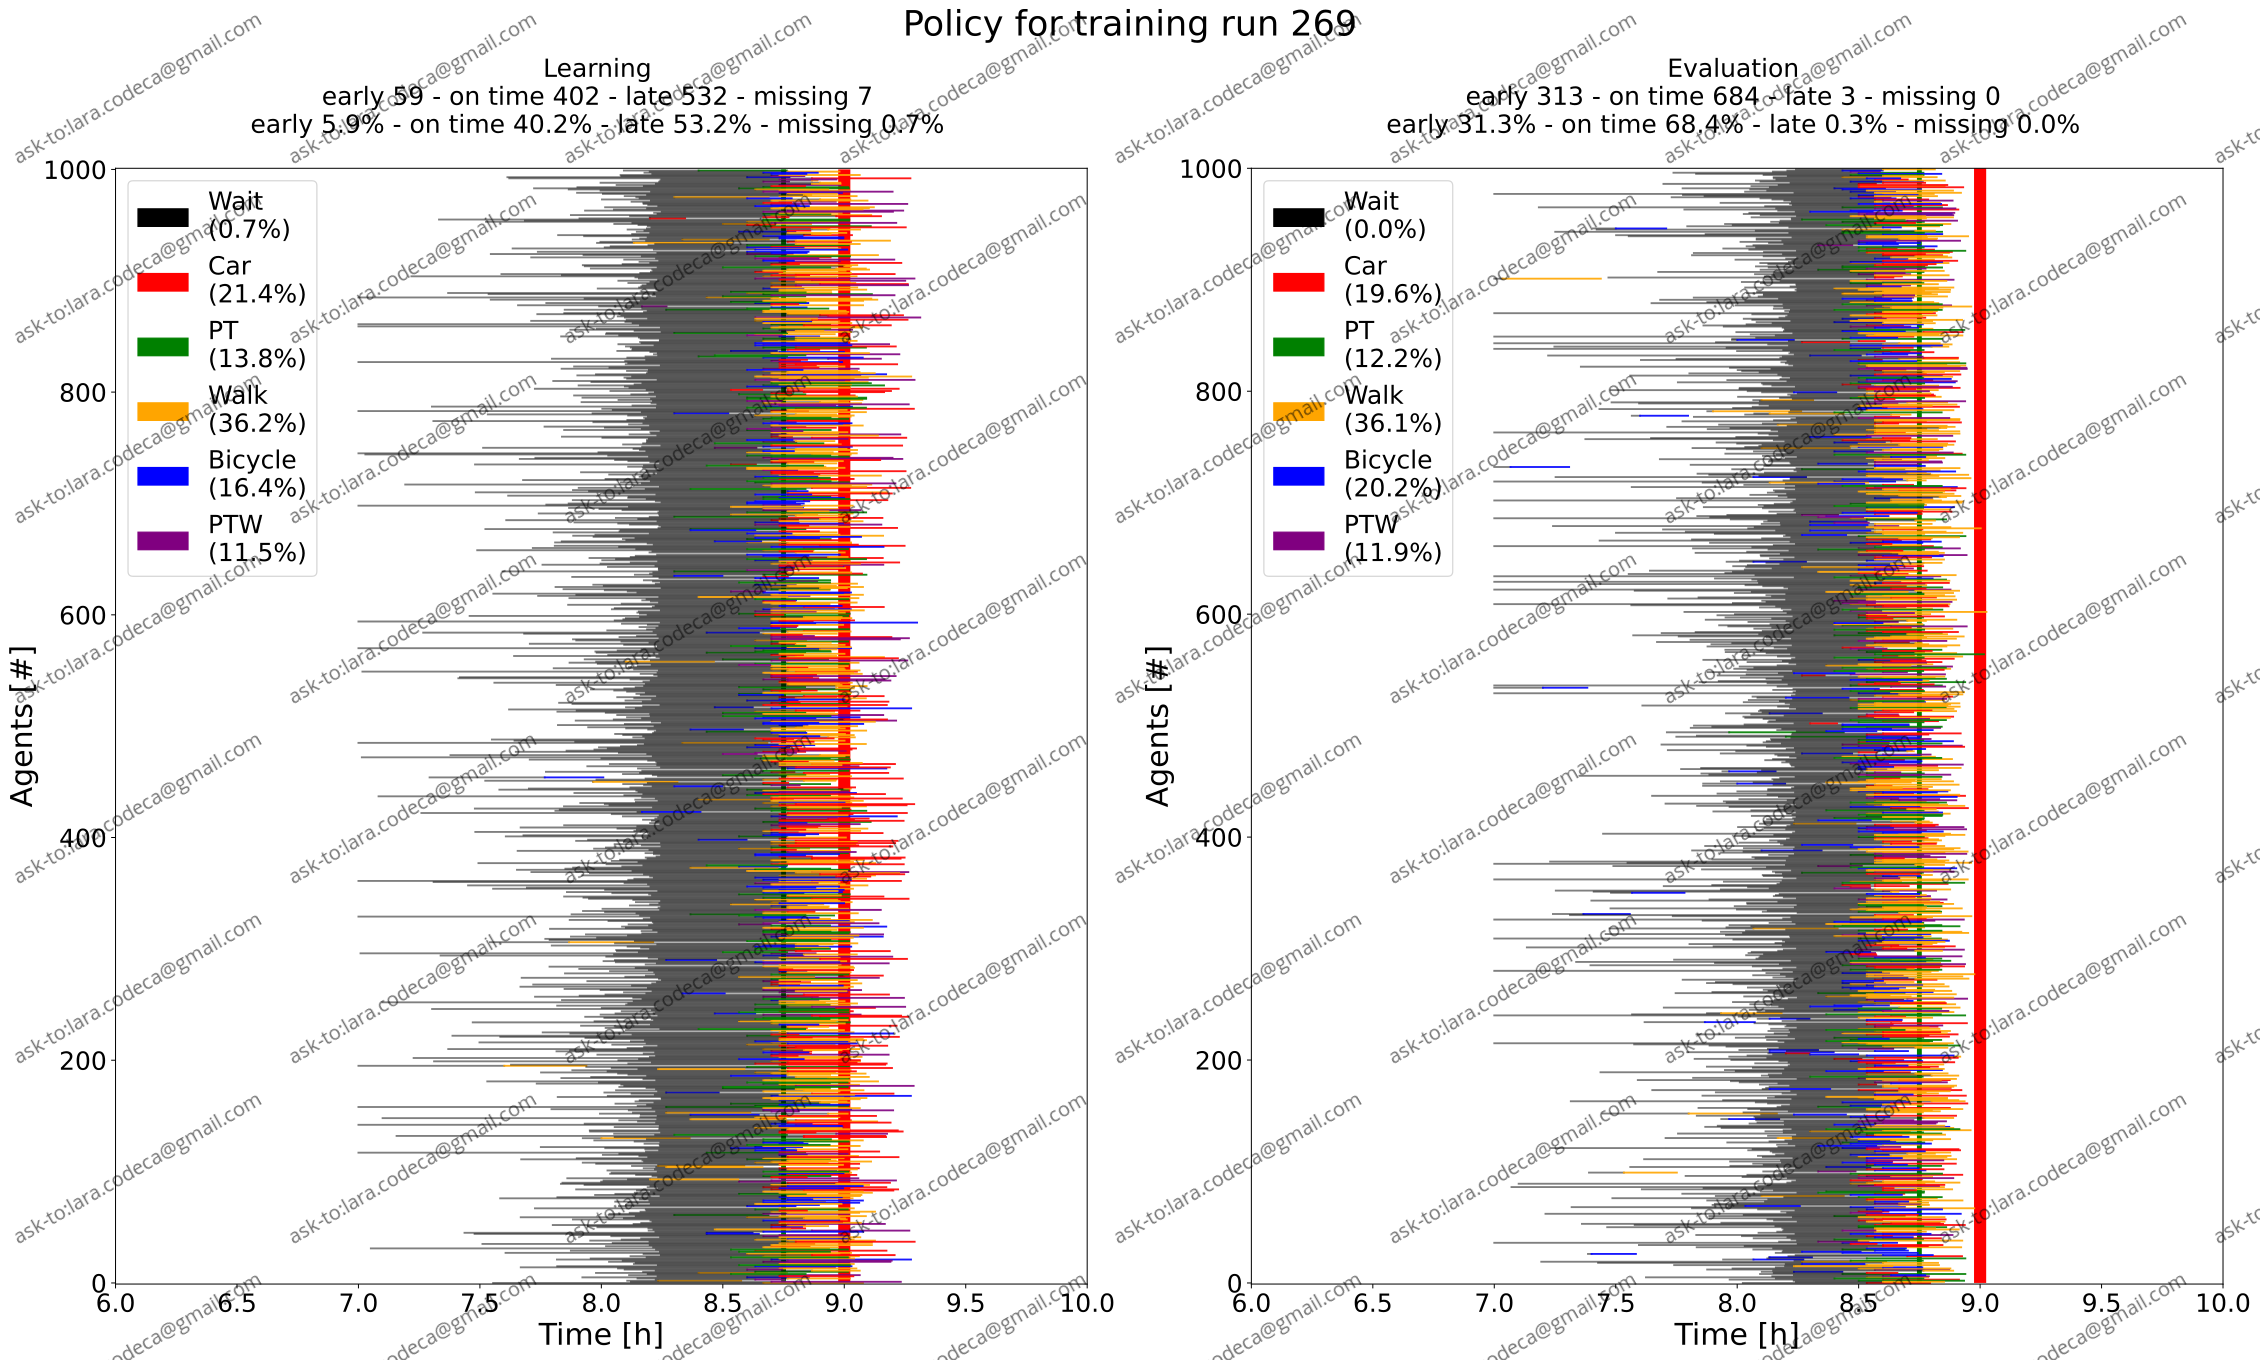 Policy for training run 269
Learning
early 59 - on time 402 - late 532 - missing 7
early 5.9% - on time 40.2% - late 53.2% - missing 0.7%
Evaluation
early 313 - on time 684 - late 3 - missing 0
early 31.3% - on time 68.4% - late 0.3% - missing 0.0%
Agents [#]
1000
800
600
400
200
0
Wait
(0.7%)
Car
(21.4%)
PT
(13.8%)
Walk
(36.2%)
Bicycle
(16.4%)
PTW
(11.5%)
6.0 6.5 7.0 7.5 8.0 8.5 9.0 9.5 10.0
Time [h]
Agents [#]
1000
800
600
400
200
0
Wait
(0.0%)
Car
(19.6%)
PT
(12.2%)
Walk
(36.1%)
Bicycle
(20.2%)
PTW
(11.9%)
6.0 6.5 7.0 7.5 8.0 8.5 9.0 9.5 10.0
Time [h]
ask-to:lara.codeca@gmail.com